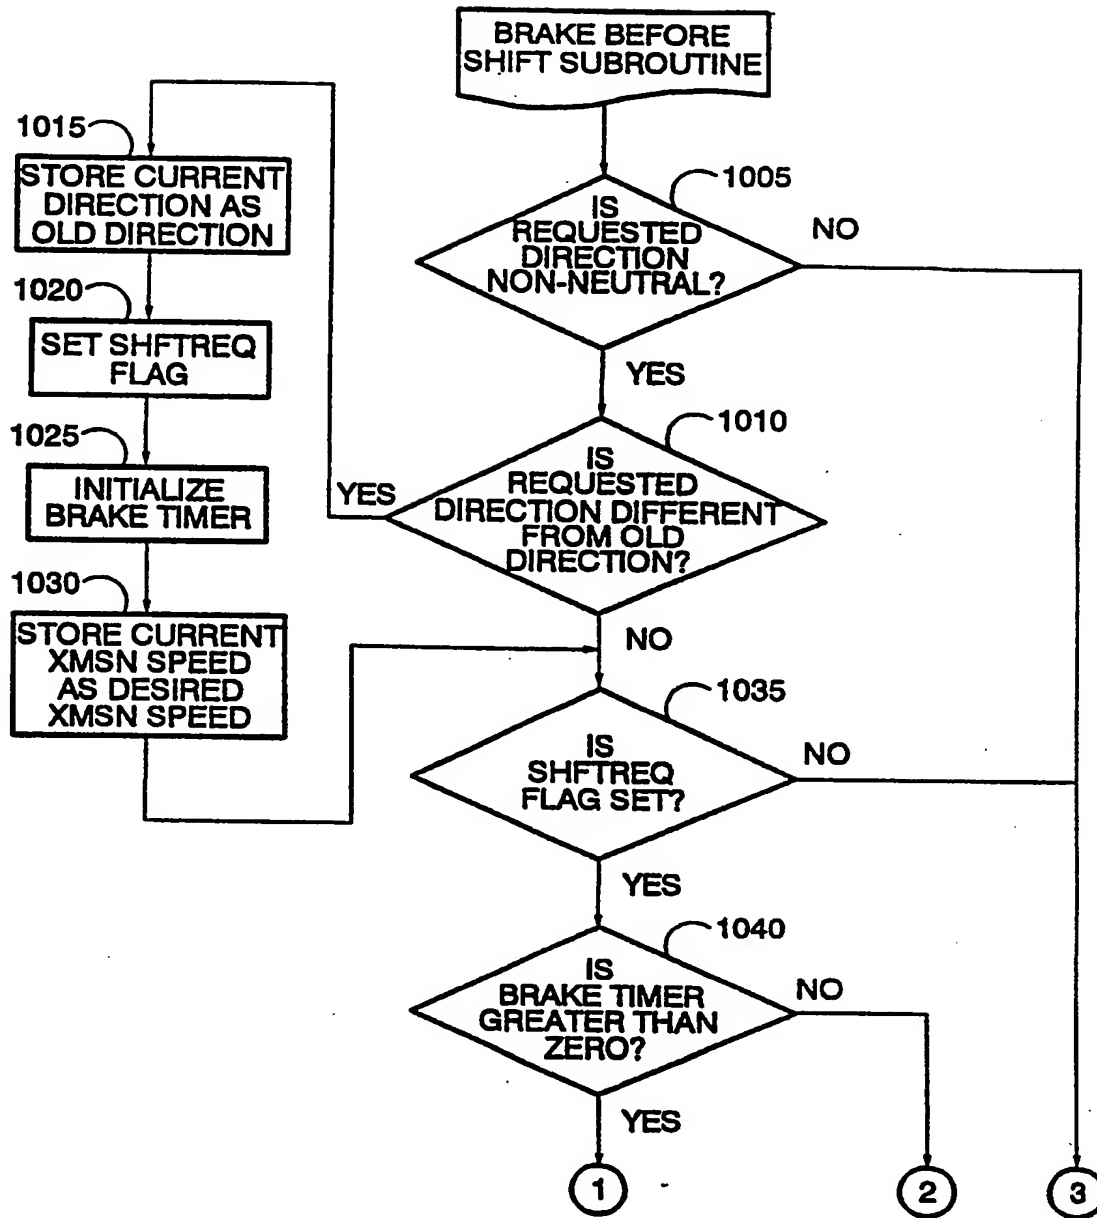 BRAKE BEFORE
SHIFT SUBROUTINE
1005
IS
REQUESTED
DIRECTION
NON-NEUTRAL?
NO
YES
1010
IS
REQUESTED
DIRECTION DIFFERENT
FROM OLD
DIRECTION?
YES
NO
1015
STORE CURRENT
DIRECTION AS
OLD DIRECTION
1020
SET SHFTREQ
FLAG
1025
INITIALIZE
BRAKE TIMER
1030
STORE CURRENT
XMSN SPEED
AS DESIRED
XMSN SPEED
1035
IS
SHFTREQ
FLAG SET?
NO
YES
1040
IS
BRAKE TIMER
GREATER THAN
ZERO?
NO
YES
1
2
3